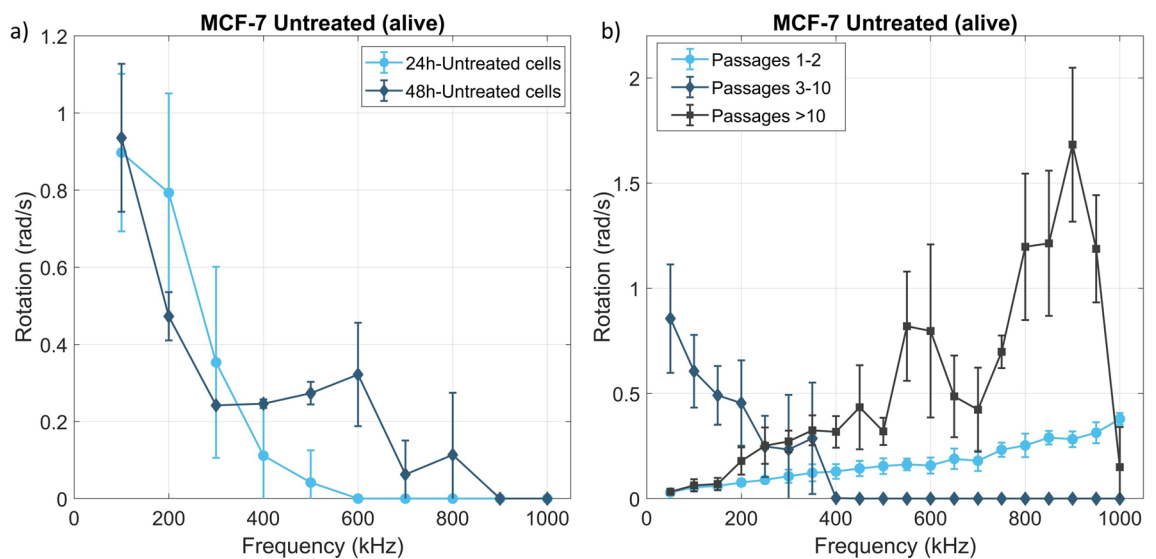 a)
MCF-7 Untreated (alive)
24h-Untreated cells
48h-Untreated cells
1.2
1
0.8
0.6
0.4
0.2
0
Rotation (rad/s)
0 200 400 600 800 1000
Frequency (kHz)
b)
MCF-7 Untreated (alive)
Passages 1-2
Passages 3-10
Passages >10
2
1.5
1
0.5
0
Rotation (rad/s)
0 200 400 600 800 1000
Frequency (kHz)